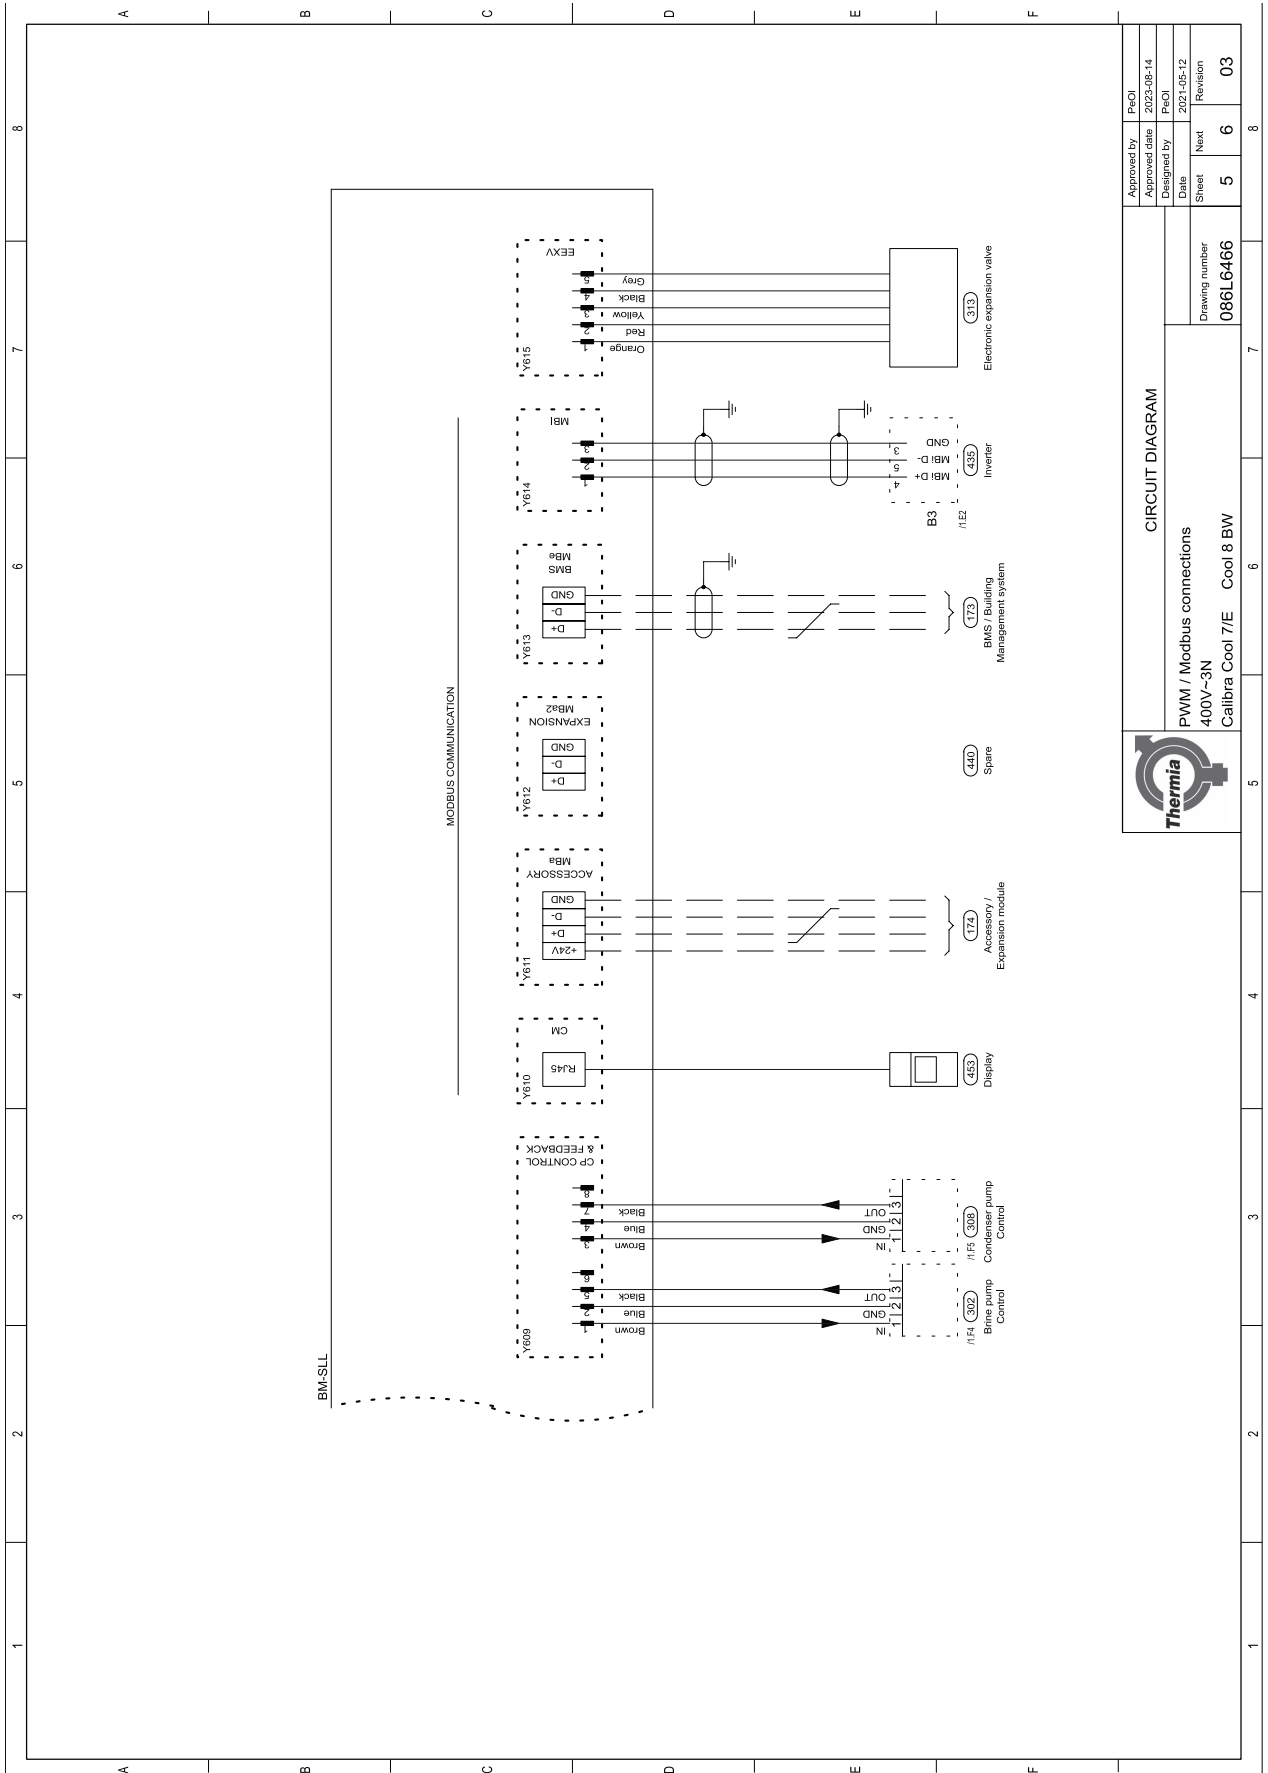 1
2
3
4
5
6
7
8
A
B
C
D
E
F
BM-SLL
MODBUS COMMUNICATION
Y609
CP CONTROL
& FEEDBACK
1
2
5
6
3
4
7
8
Brown
Blue
Black
Brown
Blue
Black
IN
GND
OUT
1
2
3
IN
GND
OUT
1
2
3
/1.F4
302
Brine pump
Control
/1.F5
308
Condenser pump
Control
Y610
CM
RJ45
453
Display
Y611
ACCESSORY
MBa
+24V
D+
D-
GND
174
Accessory /
Expansion module
Y612
EXPANSION
MBa2
D+
D-
GND
440
Spare
Y613
BMS
MBe
D+
D-
GND
173
BMS / Building
Management system
Y614
MBI
1
2
3
4
5
3
MBi D+
MBi D-
GND
B3
/1.E2
435
Inverter
Y615
EEXV
1
2
3
4
5
Orange
Red
Yellow
Black
Grey
313
Electronic expansion valve
Thermia
CIRCUIT DIAGRAM
PWM / Modbus connections
400V~3N
Calibra Cool 7/E Cool 8 BW
Drawing number
086L6466
Approved by PeOl
Approved date 2023-08-14
Designed by PeOl
Date 2021-05-12
Sheet Next Revision
5 6 03
1
2
3
4
5
6
7
8
A
B
C
D
E
F